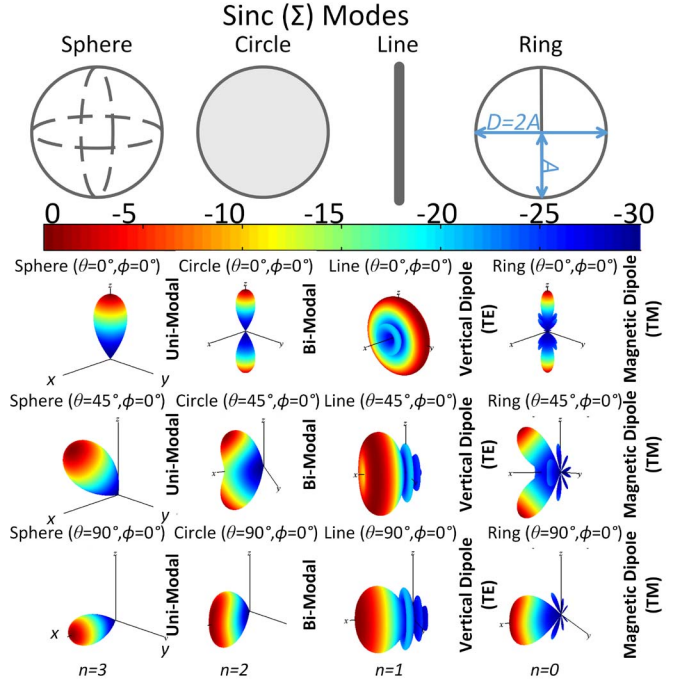 Sinc (Σ) Modes
Sphere Circle Line Ring
D=2A
A
0 -5 -10 -15 -20 -25 -30
Sphere (θ=0°,ϕ=0°) Circle (θ=0°,ϕ=0°) Line (θ=0°,ϕ=0°) Ring (θ=0°,ϕ=0°)
Uni-Modal
Bi-Modal
Vertical Dipole
(TE)
Magnetic Dipole
(TM)
z
x y
z
x y
z
x y
z
x y
Sphere (θ=45°,ϕ=0°) Circle (θ=45°,ϕ=0°) Line (θ=45°,ϕ=0°) Ring (θ=45°,ϕ=0°)
Uni-Modal
Bi-Modal
Vertical Dipole
(TE)
Magnetic Dipole
(TM)
z
x y
z
x y
z
x
z
x y
Sphere (θ=90°,ϕ=0°) Circle (θ=90°,ϕ=0°) Line (θ=90°,ϕ=0°) Ring (θ=90°,ϕ=0°)
Uni-Modal
Bi-Modal
Vertical Dipole
(TE)
Magnetic Dipole
(TM)
z
x y
z
x y
z
x
z
x y
n=3 n=2 n=1 n=0